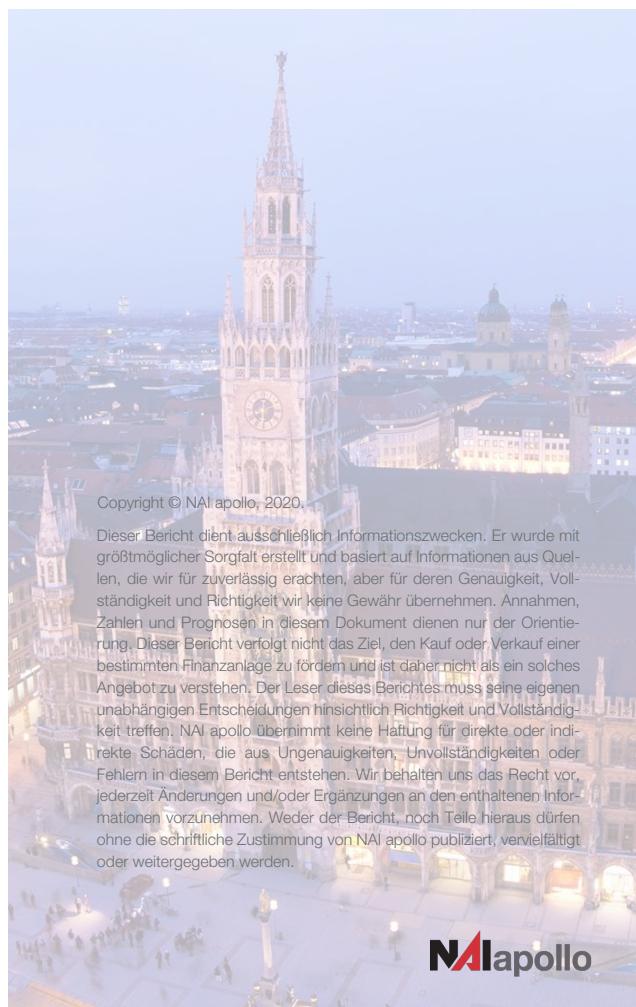 Copyright © NAI apollo, 2020.
Dieser Bericht dient ausschließlich Informationszwecken. Er wurde mit
größtmöglicher Sorgfalt erstellt und basiert auf Informationen aus Quel-
len, die wir für zuverlässig erachten, aber für deren Genauigkeit, Voll-
ständigkeit und Richtigkeit wir keine Gewähr übernehmen. Annahmen,
Zahlen und Prognosen in diesem Dokument dienen nur der Orientie-
rung. Dieser Bericht verfolgt nicht das Ziel, den Kauf oder Verkauf einer
bestimmten Finanzanlage zu fördern und ist daher nicht als ein solches
Angebot zu verstehen. Der Leser dieses Berichtes muss seine eigenen
unabhängigen Entscheidungen hinsichtlich Richtigkeit und Vollständig-
keit treffen. NAI apollo übernimmt keine Haftung für direkte oder indi-
rekte Schäden, die aus Ungenauigkeiten, Unvollständigkeiten oder
Fehlern in diesem Bericht entstehen. Wir behalten uns das Recht vor,
jederzeit Änderungen und/oder Ergänzungen an den enthaltenen Infor-
mationen vorzunehmen. Weder der Bericht, noch Teile hieraus dürfen
ohne die schriftliche Zustimmung von NAI apollo publiziert, vervielfältigt
oder weitergegeben werden.
NAIapollo